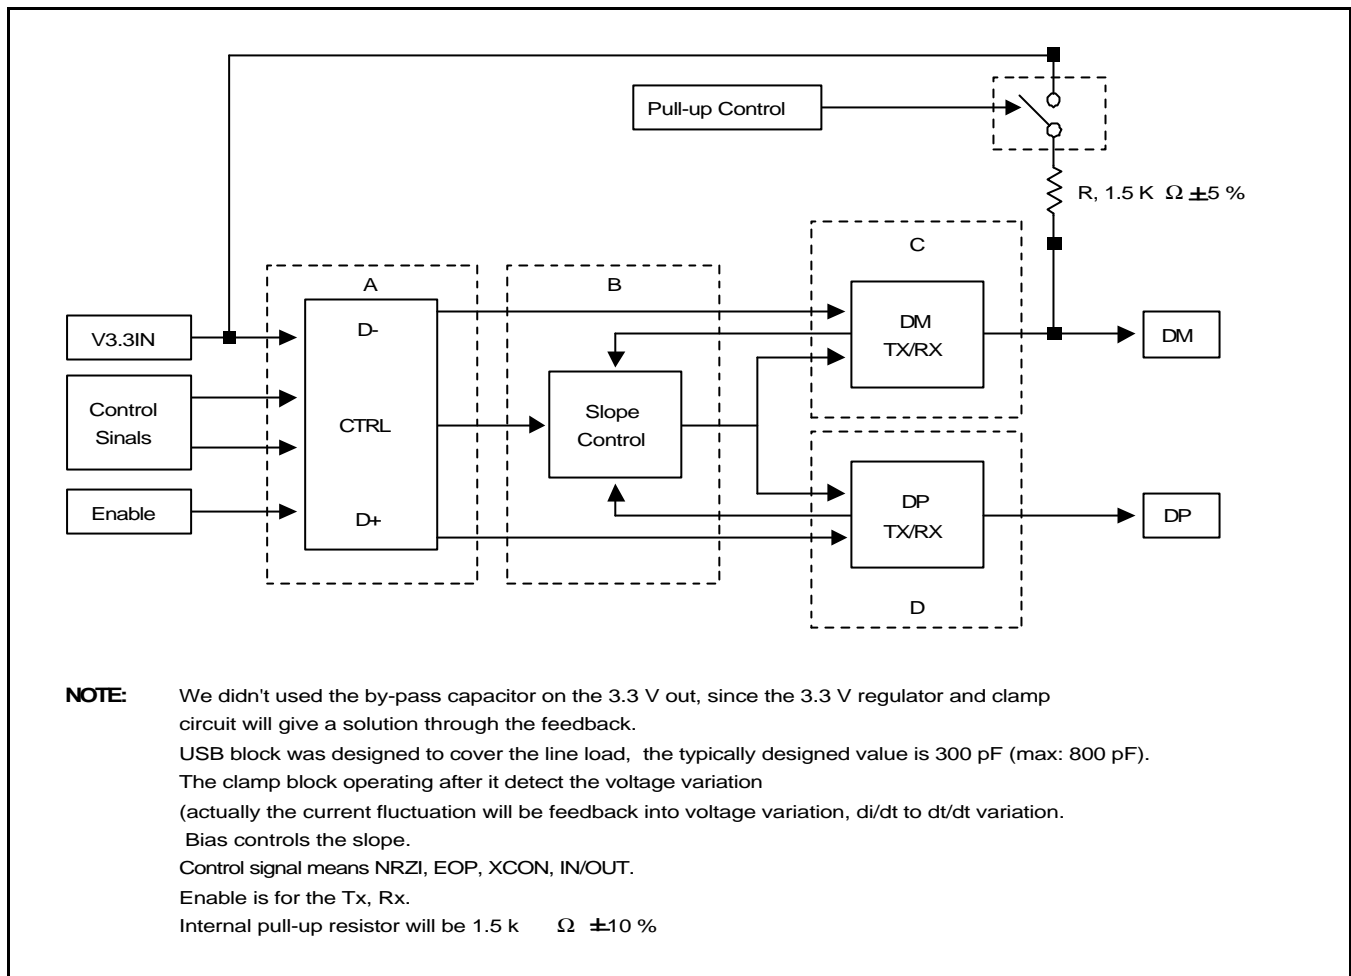 Pull-up Control
R, 1.5 K Ω ±5 %
C
A
B
D-
DM
TX/RX
V3.3IN
DM
Control
Sinals
CTRL
Slope
Control
Enable
D+
DP
TX/RX
DP
D
NOTE: We didn't used the by-pass capacitor on the 3.3 V out, since the 3.3 V regulator and clamp
circuit will give a solution through the feedback.
USB block was designed to cover the line load, the typically designed value is 300 pF (max: 800 pF).
The clamp block operating after it detect the voltage variation
(actually the current fluctuation will be feedback into voltage variation, di/dt to dt/dt variation.
Bias controls the slope.
Control signal means NRZI, EOP, XCON, IN/OUT.
Enable is for the Tx, Rx.
Internal pull-up resistor will be 1.5 k Ω ±10 %